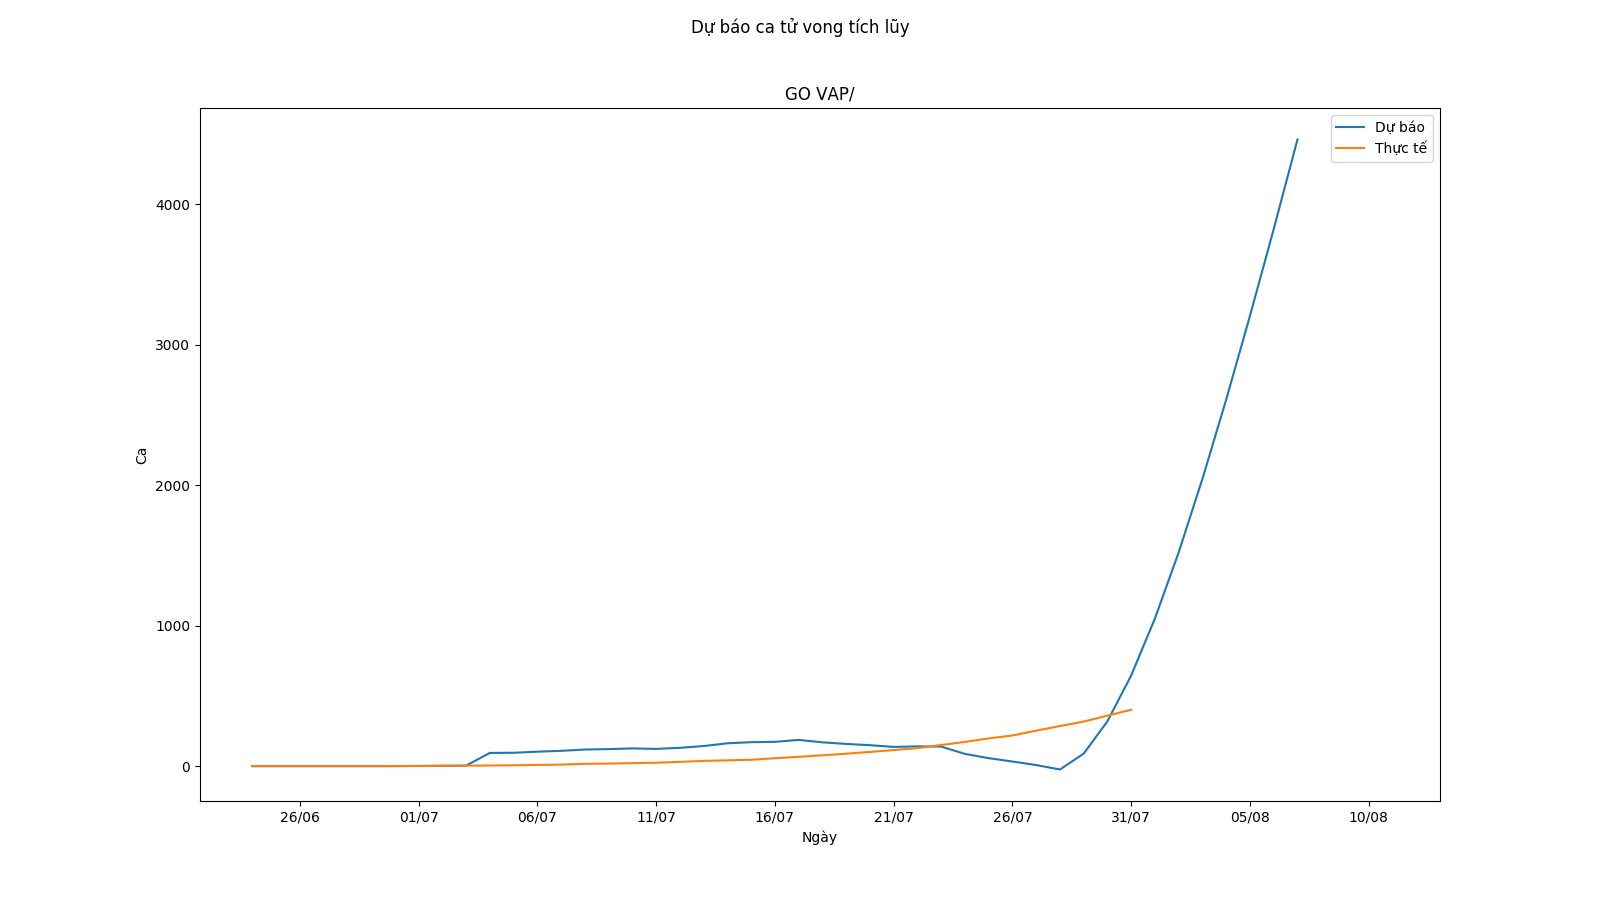 Dự báo ca tử vong tích lũy
GO VAP/
Dự báo
Thực tế
4000
3000
2000
1000
0
Ca
26/06
01/07
06/07
11/07
16/07
21/07
26/07
31/07
05/08
10/08
Ngày